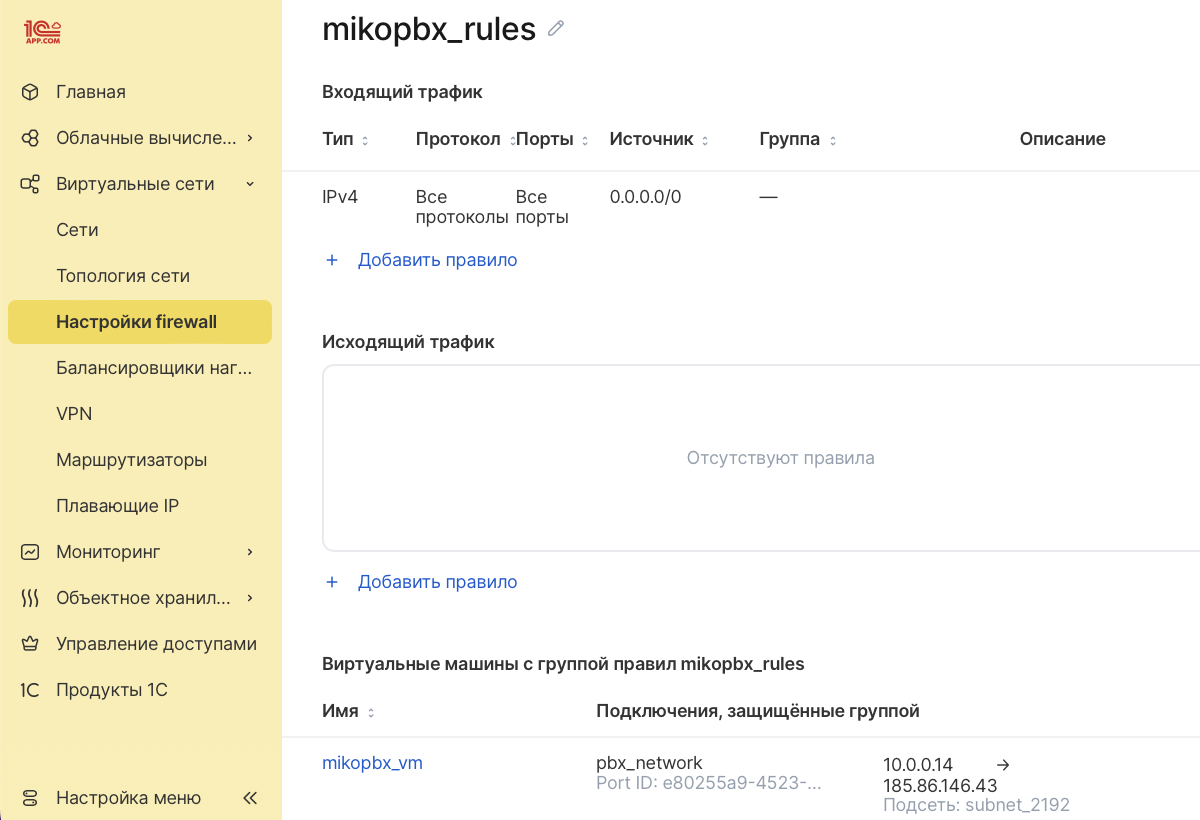 1C
APP.COM
Главная
Облачные вычисле...
Виртуальные сети
Сети
Топология сети
Настройки firewall
Балансировщики наг...
VPN
Маршрутизаторы
Плавающие IP
Мониторинг
Объектное хранил...
Управление доступами
1C Продукты 1С
Настройка меню
mikopbx_rules
Входящий трафик
Тип Протокол Порты Источник Группа Описание
IPv4 Все Все 0.0.0.0/0 —
протоколы порты
+ Добавить правило
Исходящий трафик
Отсутствуют правила
+ Добавить правило
Виртуальные машины с группой правил mikopbx_rules
Имя Подключения, защищённые группой
mikopbx_vm pbx_network 10.0.0.14 →
Port ID: e80255a9-4523-... 185.86.146.43
Подсеть: subnet_2192